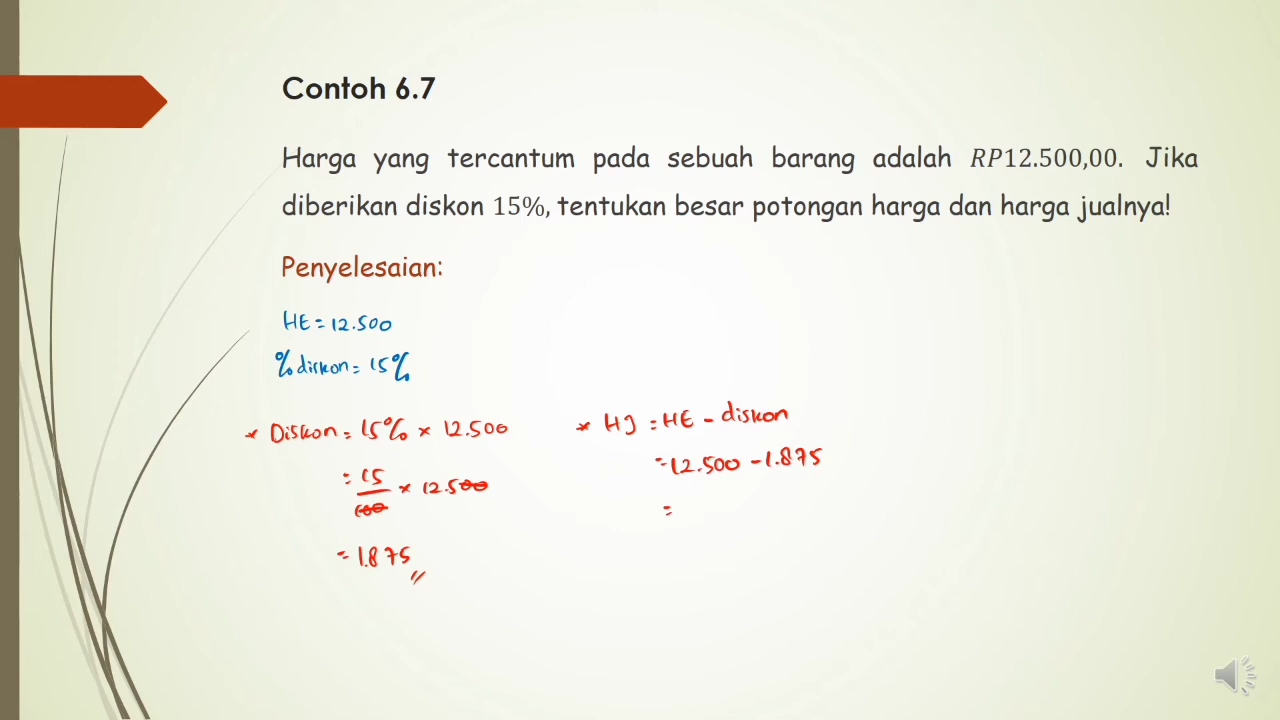 Contoh 6.7
Harga yang tercantum pada sebuah barang adalah RP12.500,00. Jika
diberikan diskon 15%, tentukan besar potongan harga dan harga jualnya!
Penyelesaian:
HE = 12.500
% diskon = 15%
* Diskon = 15% × 12.500
= 15/100 × 12.500
= 1.875 //
* HJ = HE - diskon
= 12.500 - 1.875
=